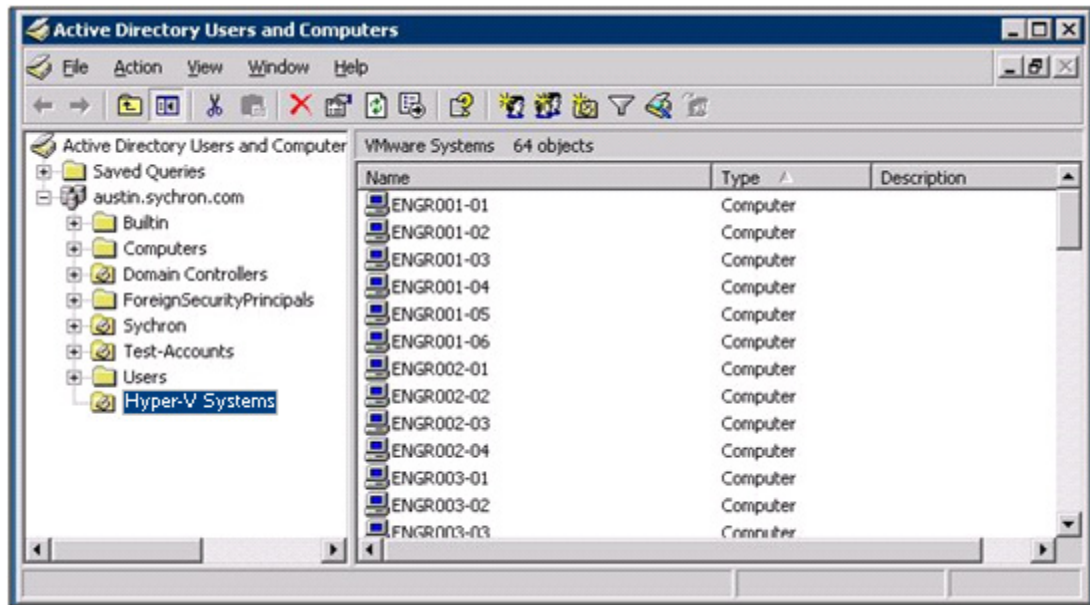 Active Directory Users and Computers
File Action View Window Help
Active Directory Users and Computer
Saved Queries
austin.sychron.com
Builtin
Computers
Domain Controllers
ForeignSecurityPrincipals
Sychron
Test-Accounts
Users
Hyper-V Systems
VMware Systems 64 objects
Name Type Description
ENGR001-01 Computer
ENGR001-02 Computer
ENGR001-03 Computer
ENGR001-04 Computer
ENGR001-05 Computer
ENGR001-06 Computer
ENGR002-01 Computer
ENGR002-02 Computer
ENGR002-03 Computer
ENGR002-04 Computer
ENGR003-01 Computer
ENGR003-02 Computer
ENGR003-03 Computer